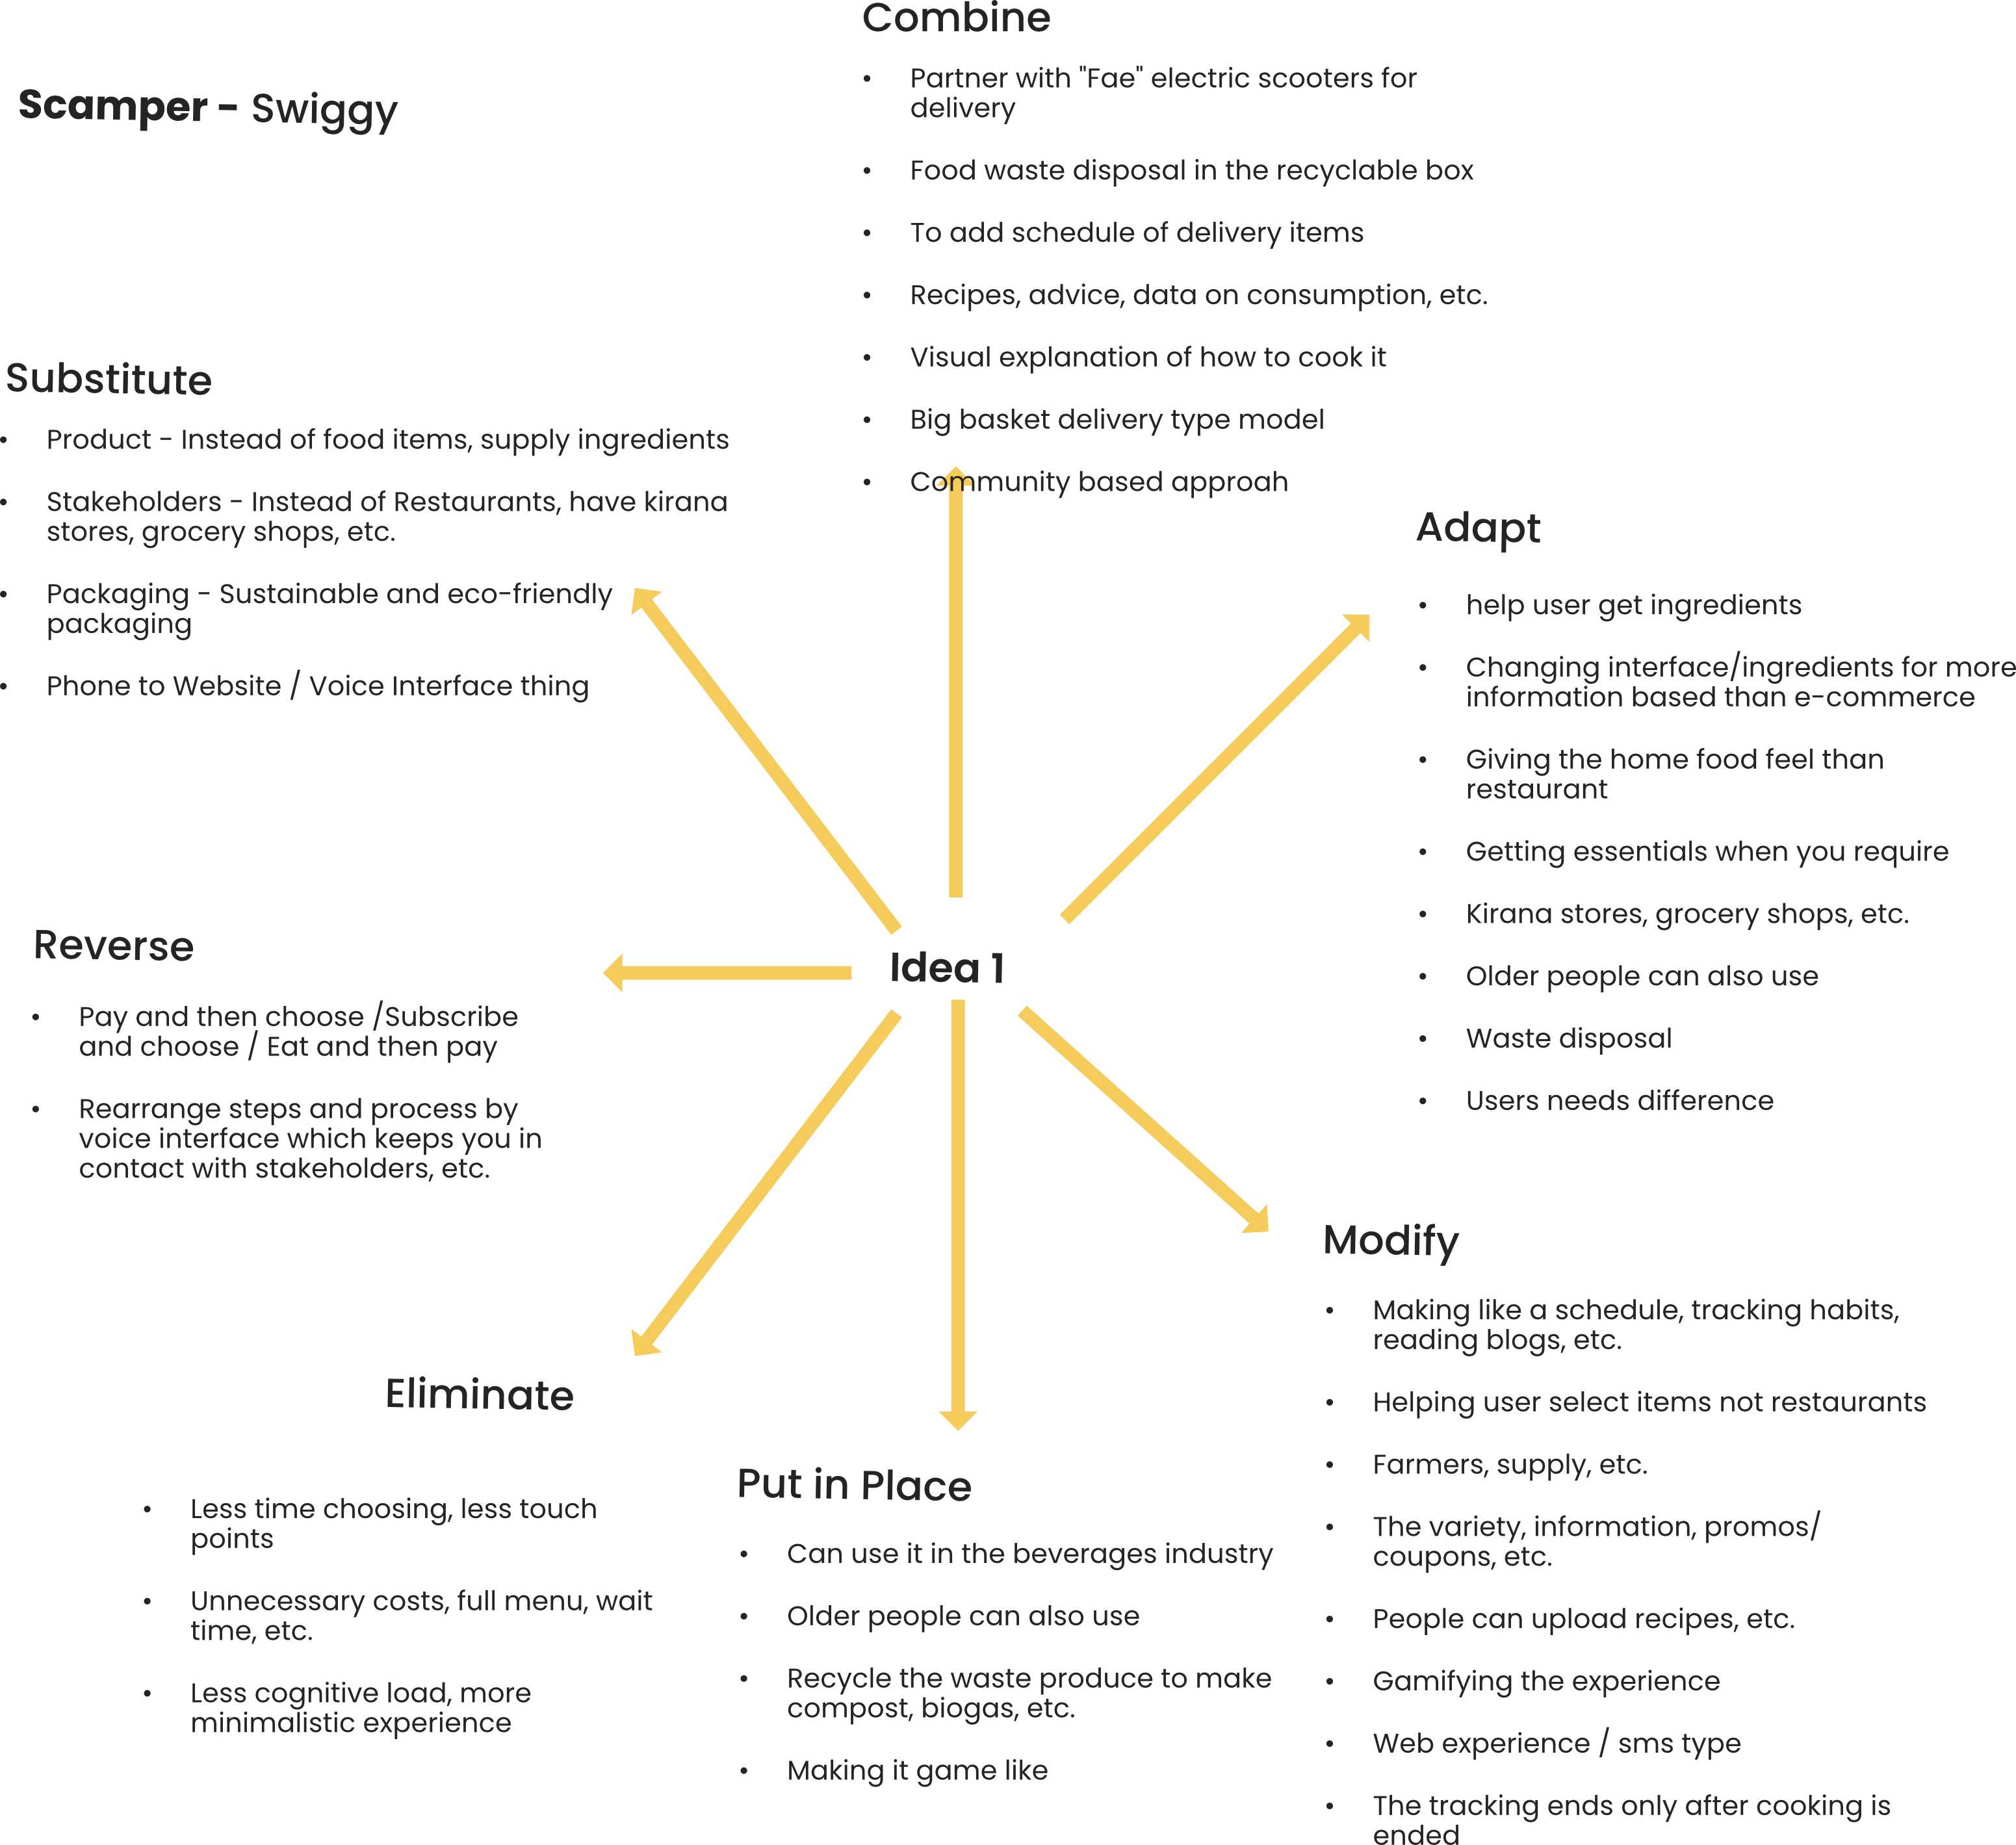 Scamper - Swiggy
Combine
• Partner with "Fae" electric scooters for
delivery
• Food waste disposal in the recyclable box
• To add schedule of delivery items
• Recipes, advice, data on consumption, etc.
• Visual explanation of how to cook it
• Big basket delivery type model
• Community based approah
Substitute
• Product - Instead of food items, supply ingredients
• Stakeholders - Instead of Restaurants, have kirana
stores, grocery shops, etc.
• Packaging - Sustainable and eco-friendly
packaging
• Phone to Website / Voice Interface thing
Adapt
• help user get ingredients
• Changing interface/ingredients for more
information based than e-commerce
• Giving the home food feel than
restaurant
• Getting essentials when you require
• Kirana stores, grocery shops, etc.
• Older people can also use
• Waste disposal
• Users needs difference
Reverse
• Pay and then choose /Subscribe
and choose / Eat and then pay
• Rearrange steps and process by
voice interface which keeps you in
contact with stakeholders, etc.
Idea 1
Modify
• Making like a schedule, tracking habits,
reading blogs, etc.
• Helping user select items not restaurants
• Farmers, supply, etc.
• The variety, information, promos/
coupons, etc.
• People can upload recipes, etc.
• Gamifying the experience
• Web experience / sms type
• The tracking ends only after cooking is
ended
Eliminate
• Less time choosing, less touch
points
• Unnecessary costs, full menu, wait
time, etc.
• Less cognitive load, more
minimalistic experience
Put in Place
• Can use it in the beverages industry
• Older people can also use
• Recycle the waste produce to make
compost, biogas, etc.
• Making it game like